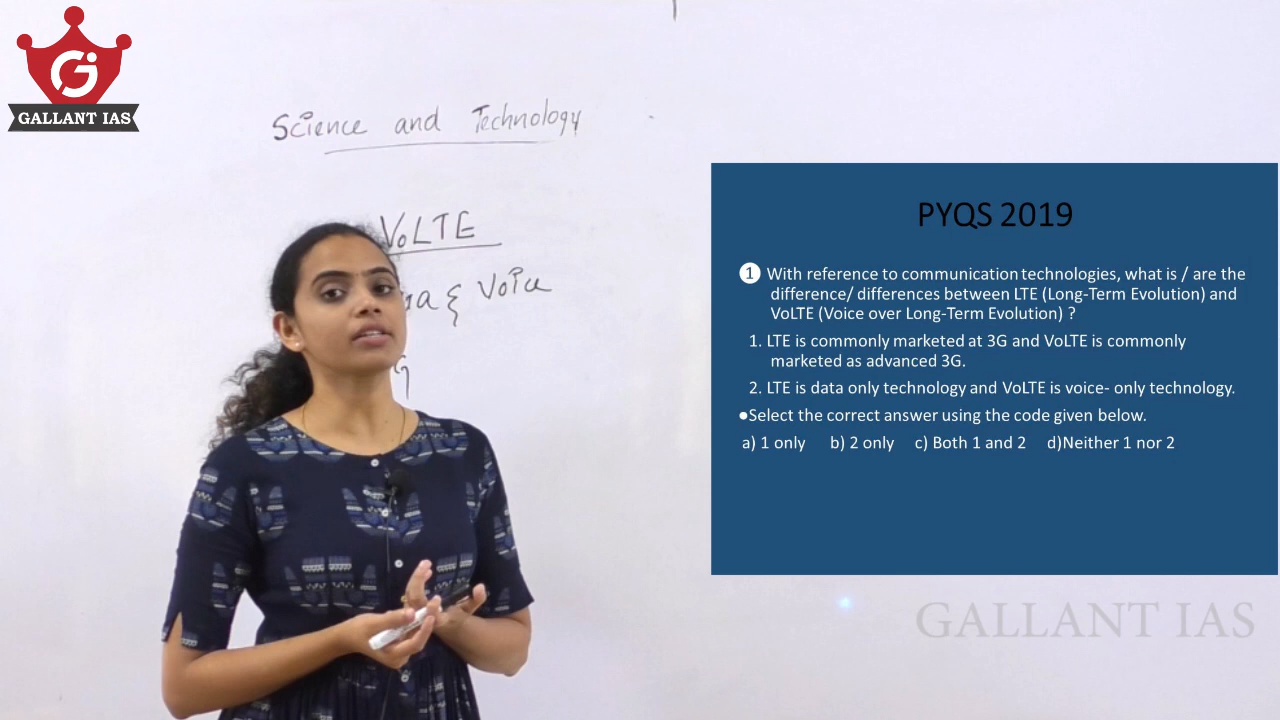 GALLANT IAS
Science and Technology
VoLTE
& Voice
PYQS 2019
1 With reference to communication technologies, what is / are the
difference/ differences between LTE (Long-Term Evolution) and
VoLTE (Voice over Long-Term Evolution) ?
1. LTE is commonly marketed at 3G and VoLTE is commonly
marketed as advanced 3G.
2. LTE is data only technology and VoLTE is voice- only technology.
●Select the correct answer using the code given below.
a) 1 only b) 2 only c) Both 1 and 2 d)Neither 1 nor 2
GALLANT IAS